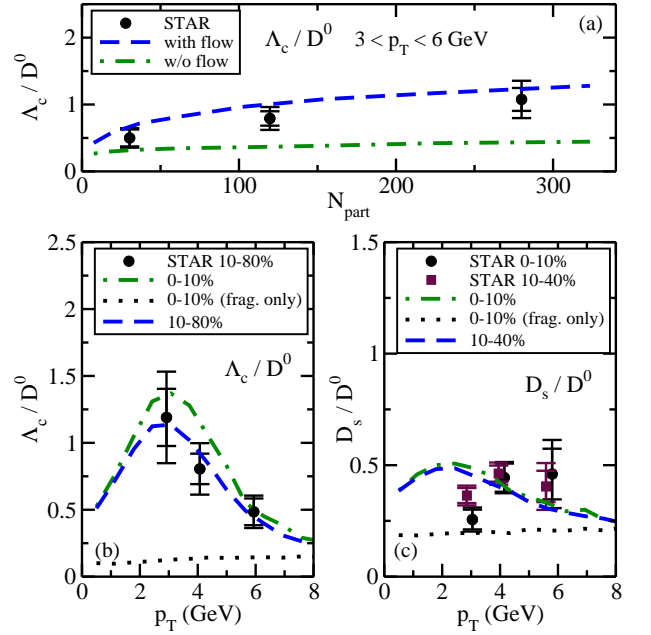 STAR
with flow
w/o flow
Λc / D0
3 < pT < 6 GeV
(a)
2
1
0
Λc / D0
0
100
200
300
Npart
2.5
2
1.5
1
0.5
0
Λc / D0
STAR 10-80%
0-10%
0-10% (frag. only)
10-80%
Λc / D0
(b)
0
2
4
6
8
pT (GeV)
1.5
1
0.5
0
Ds / D0
STAR 0-10%
STAR 10-40%
0-10%
0-10% (frag. only)
10-40%
Ds / D0
(c)
0
2
4
6
8
pT (GeV)